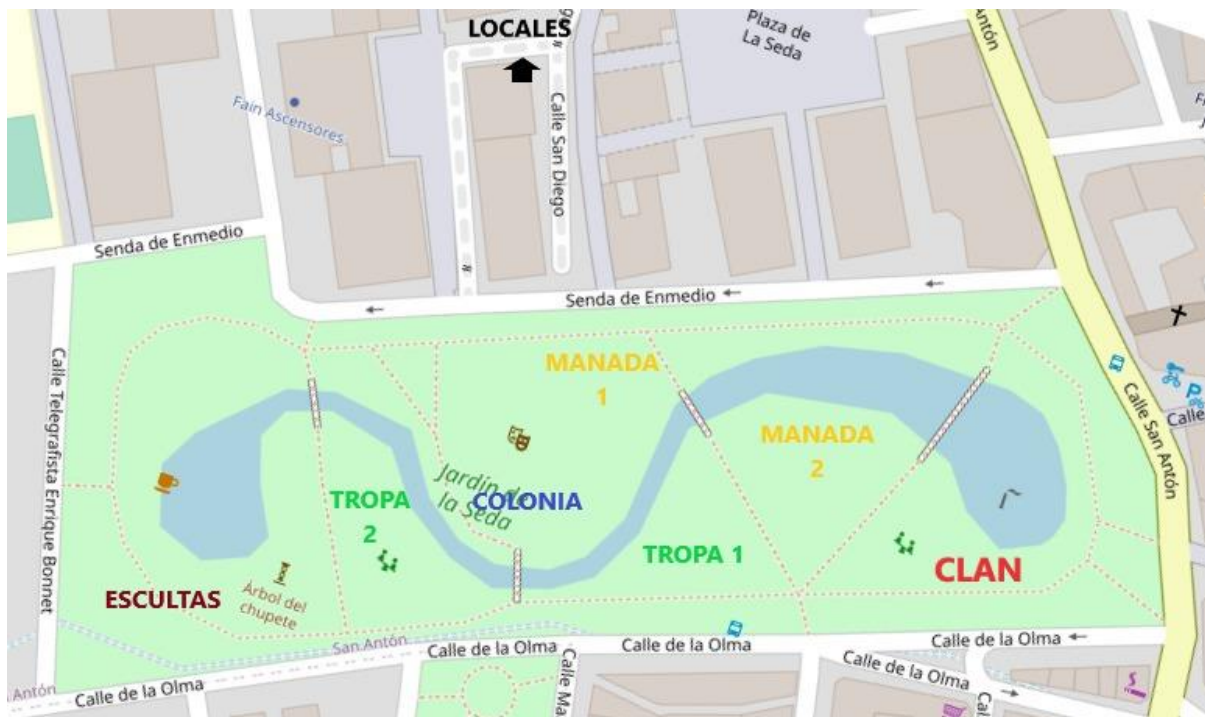 LOCALES
Plaza de
La Seda
Antón
Fain Ascensores
Calle San Diego
Senda de Enmedio
Senda de Enmedio
Calle Telegrafista Enrique Bonnet
MANADA
1
MANADA
2
Calle San Antón
P
Calle
Jardín de
la Seda
TROPA
2
COLONIA
TROPA 1
CLAN
ESCULTAS
Árbol del
chupete
San Antón
Calle de la Olma
Calle de la Olma
Calle de la Olma
Calle de la Olma
Calle de la Olma
Calle Ma
Antón